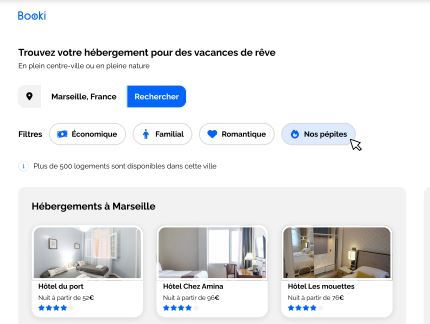 Booki
Trouvez votre hébergement pour des vacances de rêve
En plein centre-ville ou en pleine nature
Marseille, France Rechercher
Filtres Économique Familial Romantique Nos pépites
Plus de 500 logements sont disponibles dans cette ville
Hébergements à Marseille
Hôtel du port Hôtel Chez Amina Hôtel Les mouettes
Nuit à partir de 52€ Nuit à partir de 96€ Nuit à partir de 76€